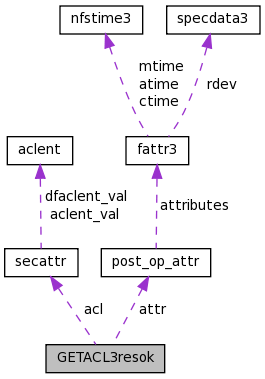 nfstime3 specdata3
mtime
atime rdev
ctime
aclent fattr3
dfaclent_val
aclent_val attributes
secattr post_op_attr
acl attr
GETACL3resok